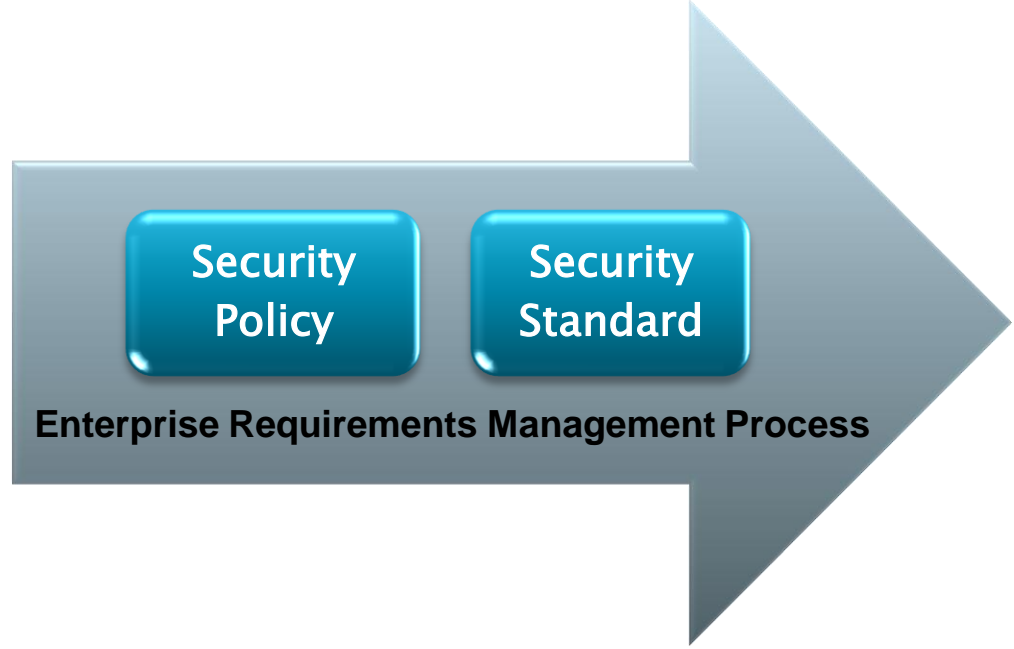 Security
Policy
Security
Standard
Enterprise Requirements Management Process